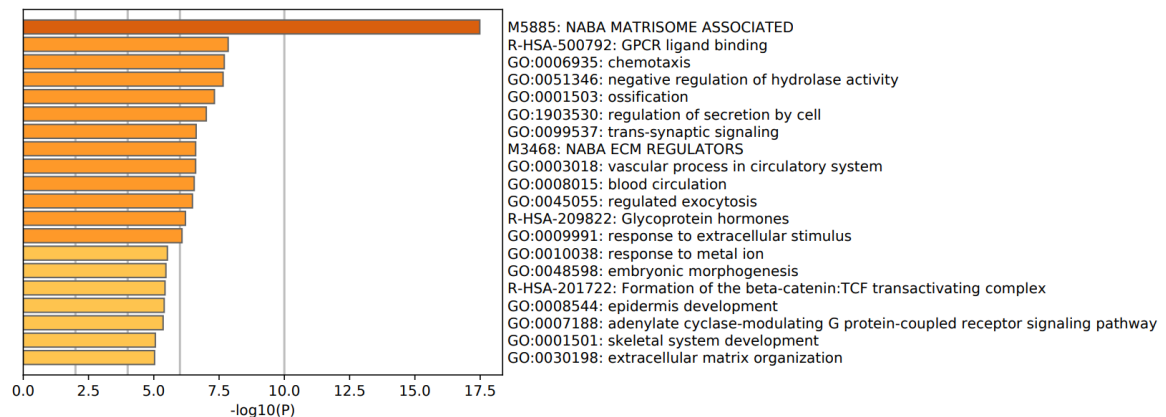 M5885: NABA MATRISOME ASSOCIATED
R-HSA-500792: GPCR ligand binding
GO:0006935: chemotaxis
GO:0051346: negative regulation of hydrolase activity
GO:0001503: ossification
GO:1903530: regulation of secretion by cell
GO:0099537: trans-synaptic signaling
M3468: NABA ECM REGULATORS
GO:0003018: vascular process in circulatory system
GO:0008015: blood circulation
GO:0045055: regulated exocytosis
R-HSA-209822: Glycoprotein hormones
GO:0009991: response to extracellular stimulus
GO:0010038: response to metal ion
GO:0048598: embryonic morphogenesis
R-HSA-201722: Formation of the beta-catenin:TCF transactivating complex
GO:0008544: epidermis development
GO:0007188: adenylate cyclase-modulating G protein-coupled receptor signaling pathway
GO:0001501: skeletal system development
GO:0030198: extracellular matrix organization
0.0 2.5 5.0 7.5 10.0 12.5 15.0 17.5
-log10(P)